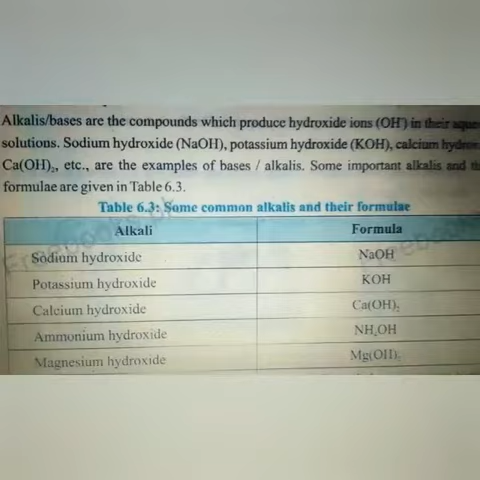 Alkalis/bases are the compounds which produce hydroxide ions (OH⁻) in their
solutions. Sodium hydroxide (NaOH), potassium hydroxide (KOH), calcium
Ca(OH)₂, etc., are the examples of bases / alkalis. Some important alkalis and
formulae are given in Table 6.3.
Table 6.3: Some common alkalis and their formulae
Alkali Formula
Sodium hydroxide NaOH
Potassium hydroxide KOH
Calcium hydroxide Ca(OH)₂
Ammonium hydroxide NH₄OH
Magnesium hydroxide Mg(OH)₂